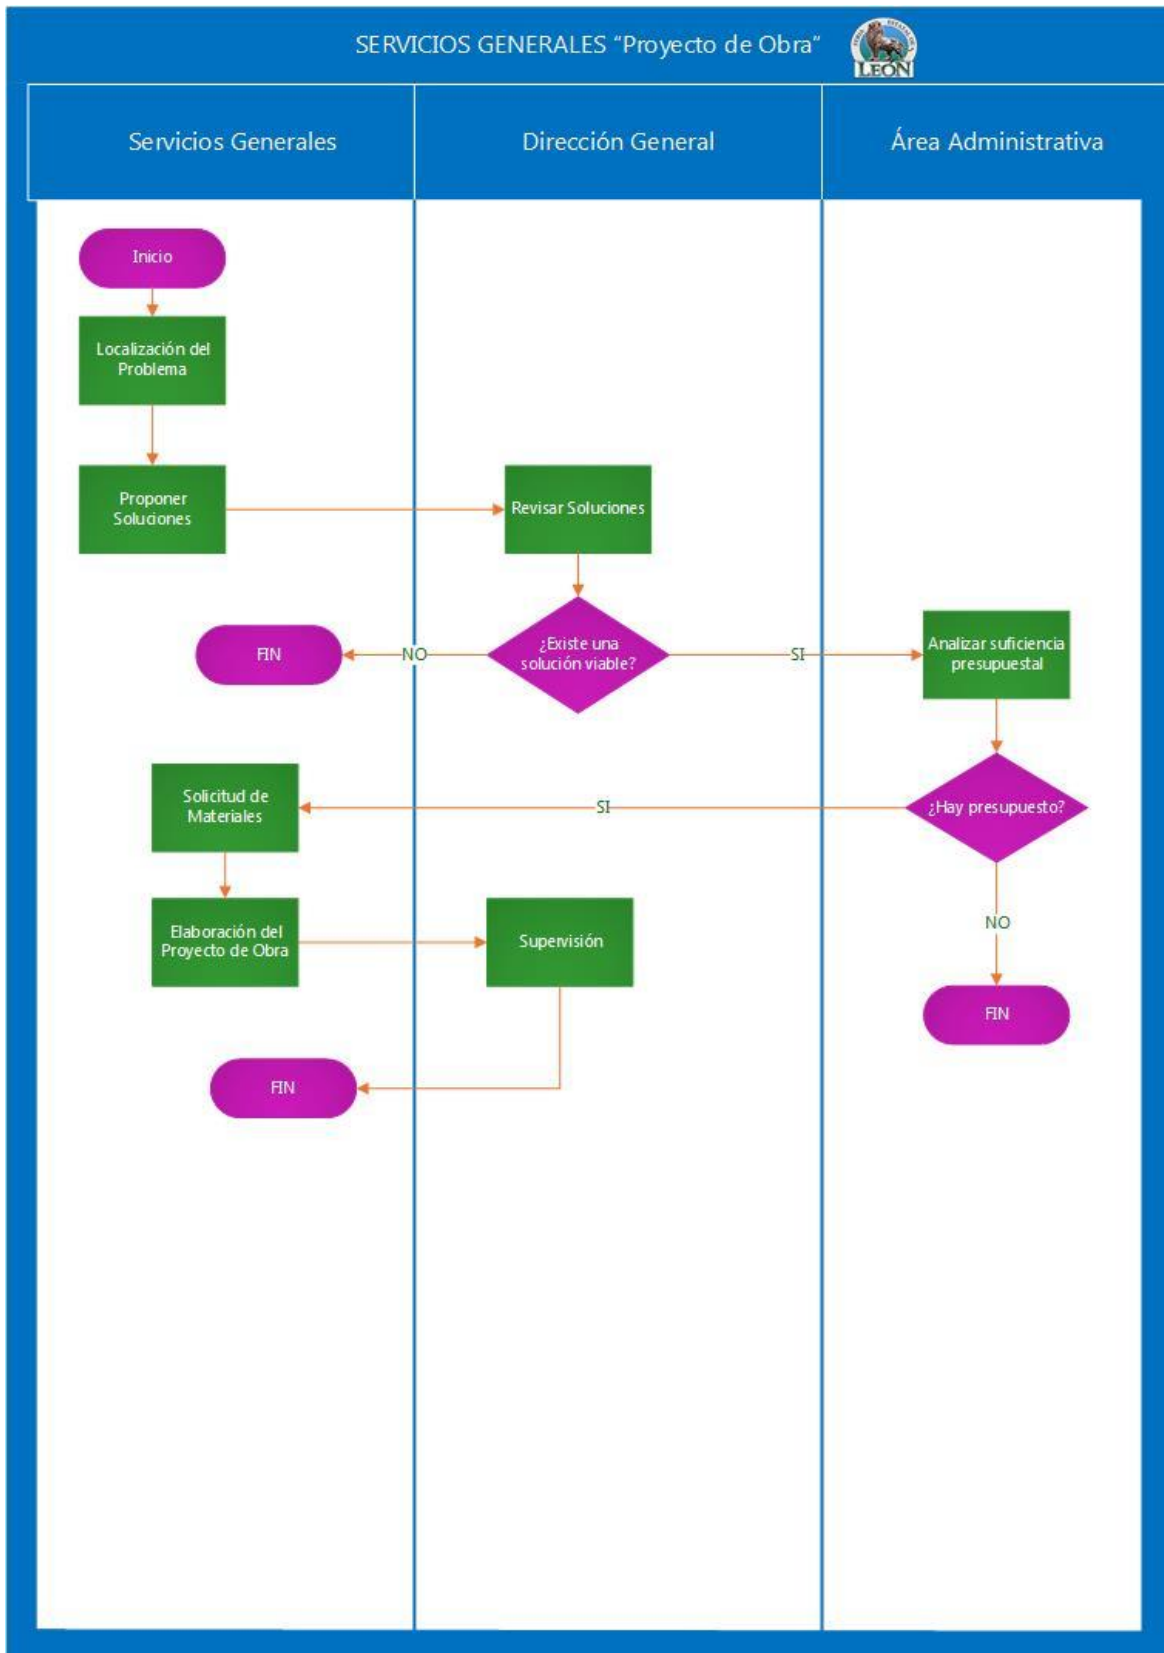 SERVICIOS GENERALES "Proyecto de Obra"
LEÓN
Servicios Generales
Dirección General
Área Administrativa
Inicio
Localización del
Problema
Proponer
Soluciones
Revisar Soluciones
¿Existe una
solución viable?
NO
FIN
SI
Analizar suficiencia
presupuestal
¿Hay presupuesto?
SI
Solicitud de
Materiales
NO
FIN
Elaboración del
Proyecto de Obra
Supervisión
FIN